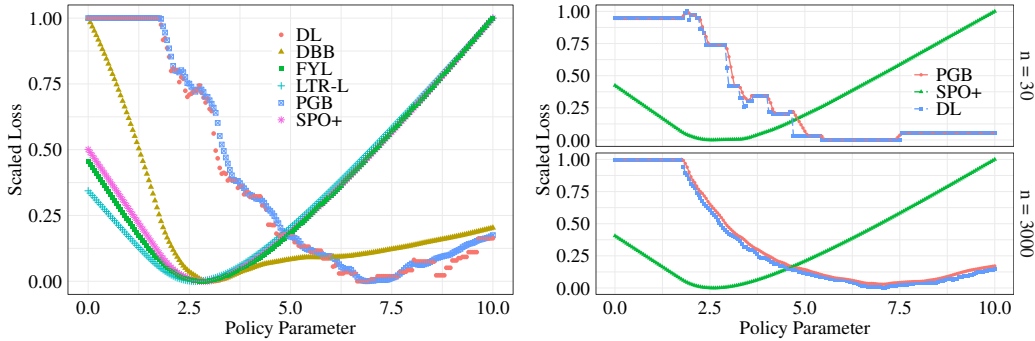 1.00
0.75
0.50
0.25
0.00
Scaled Loss
0.0
2.5
5.0
7.5
10.0
Policy Parameter
DL
DBB
FYL
LTR-L
PGB
SPO+
1.00
0.75
0.50
0.25
0.00
Scaled Loss
PGB
SPO+
DL
n = 30
1.00
0.75
0.50
0.25
0.00
Scaled Loss
n = 3000
0.0
2.5
5.0
7.5
10.0
Policy Parameter